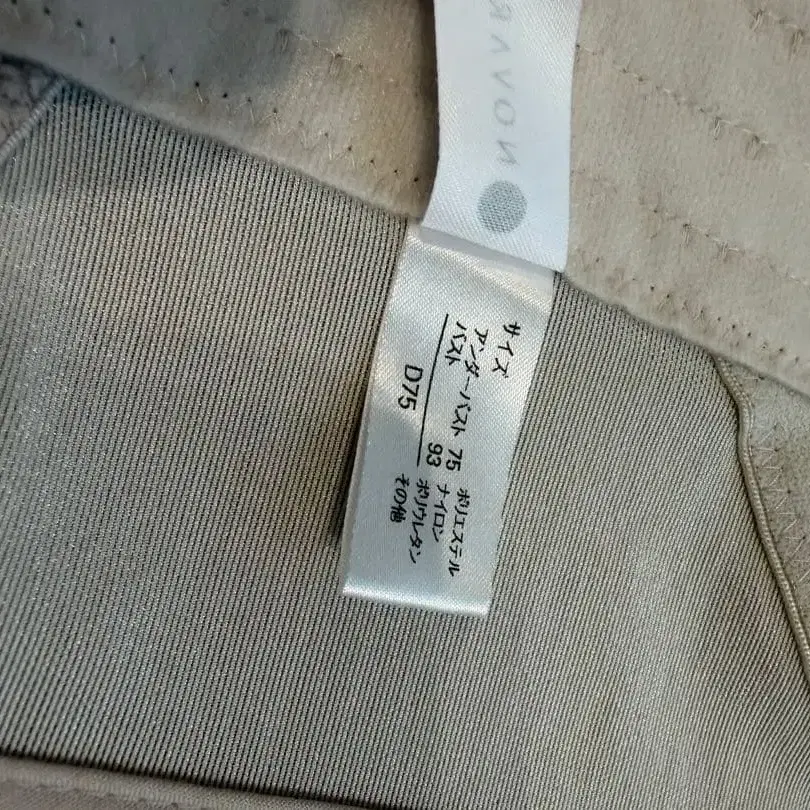 サイズ
アンダーバスト 75
バスト 93
D75
ポリエステル
ナイロン
ポリウレタン
その他